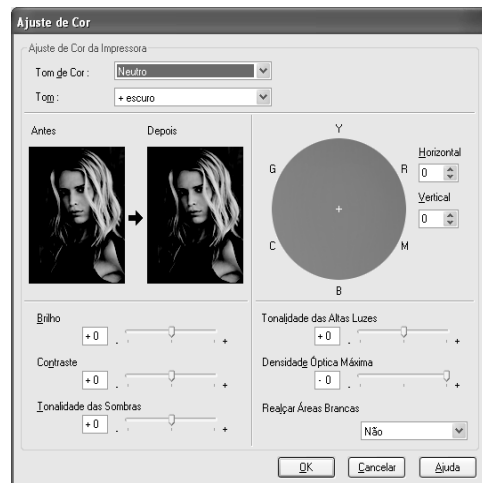 Ajuste de Cor
Ajuste de Cor da Impressora
Tom de Cor :
Neutro
Tom :
+ escuro
Antes
Depois
Y
G
R
C
M
B
Horizontal
0
Vertical
0
Brilho
+ 0
- +
Contraste
+ 0
- +
Tonalidade das Sombras
+ 0
- +
Tonalidade das Altas Luzes
+ 0
- +
Densidade Óptica Máxima
- 0
- +
Realçar Áreas Brancas
Não
OK
Cancelar
Ajuda